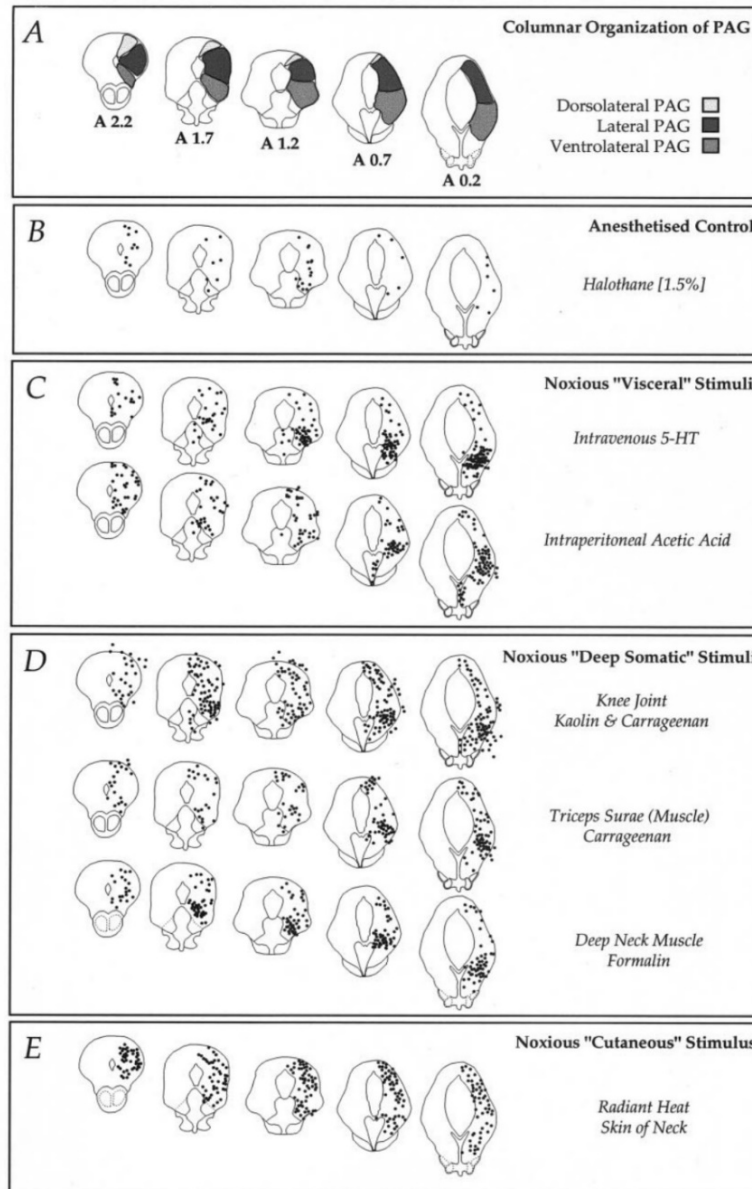 A
Columnar Organization of PAG
Dorsolateral PAG
Lateral PAG
Ventrolateral PAG
A 2.2
A 1.7
A 1.2
A 0.7
A 0.2
B
Anesthetised Control
Halothane [1.5%]
C
Noxious "Visceral" Stimuli
Intravenous 5-HT
Intraperitoneal Acetic Acid
D
Noxious "Deep Somatic" Stimuli
Knee Joint
Kaolin & Carrageenan
Triceps Surae (Muscle)
Carrageenan
Deep Neck Muscle
Formalin
E
Noxious "Cutaneous" Stimulus
Radiant Heat
Skin of Neck